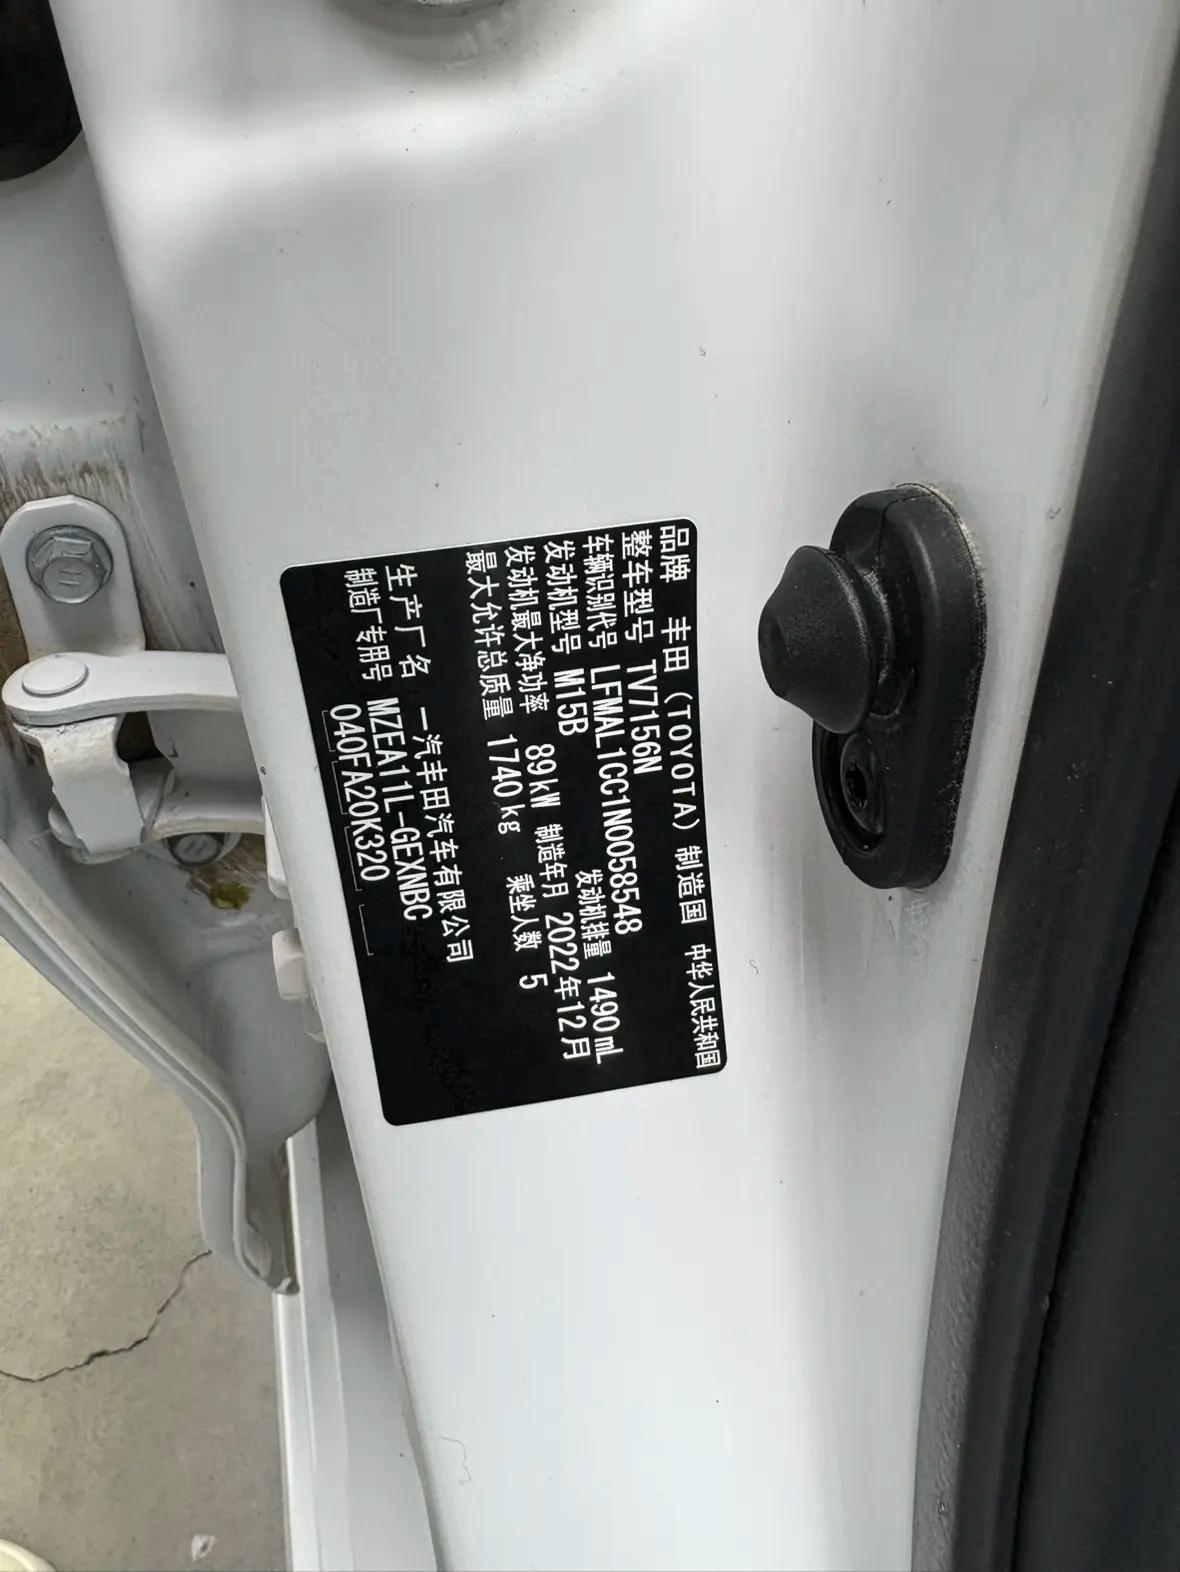 品牌 丰田（TOYOTA） 制造国 中华人民共和国
整车型号 TV7156N
车辆识别代号 LFMAL1CC1N0058548
发动机型号 M15B 发动机排量 1490mL
发动机最大净功率 89kW 制造年月 2022年12月
最大允许总质量 1740kg 乘坐人数 5
生产厂名 一汽丰田汽车有限公司
制造厂专用号 MZEA11L-GEXNBC
040FA20K320